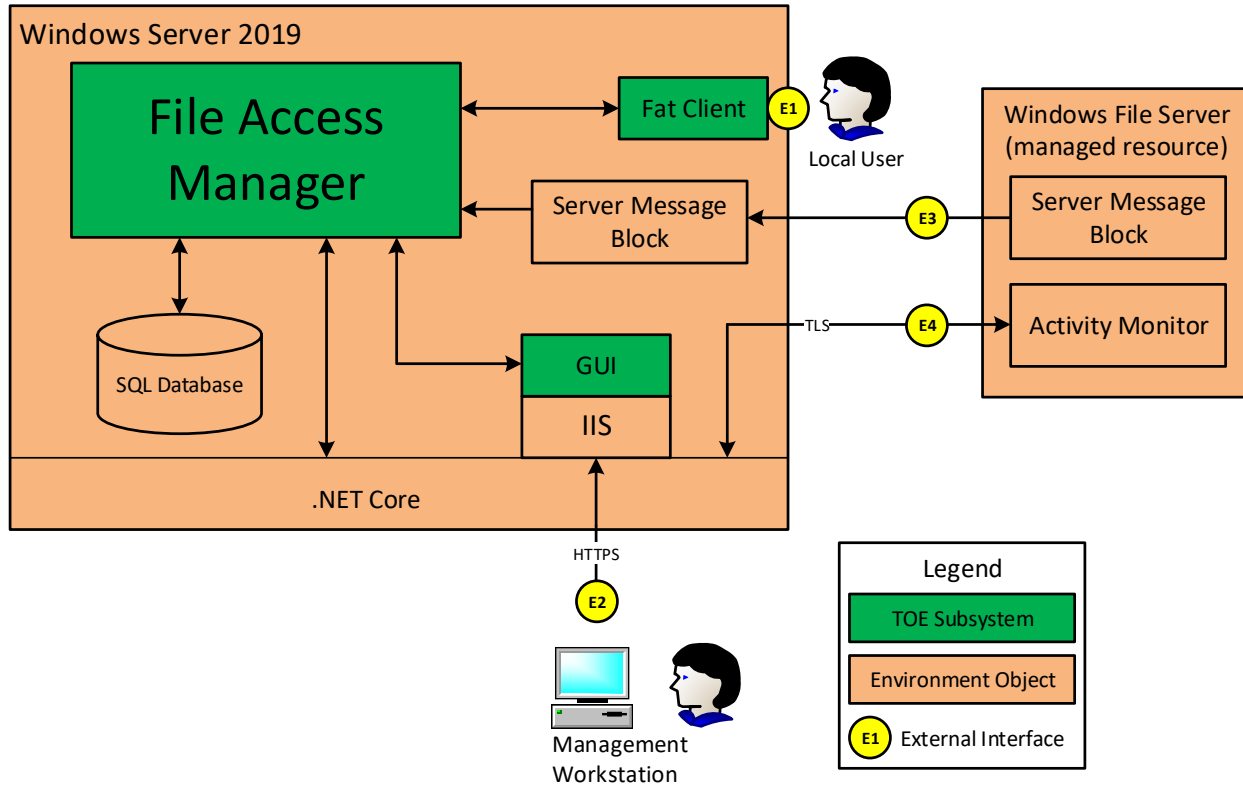 Windows Server 2019
File Access
Manager
Fat Client
E1
Local User
Server Message
Block
E3
Windows File Server
(managed resource)
Server Message
Block
TLS
E4
Activity Monitor
SQL Database
GUI
IIS
.NET Core
HTTPS
E2
Management
Workstation
Legend
TOE Subsystem
Environment Object
E1 External Interface